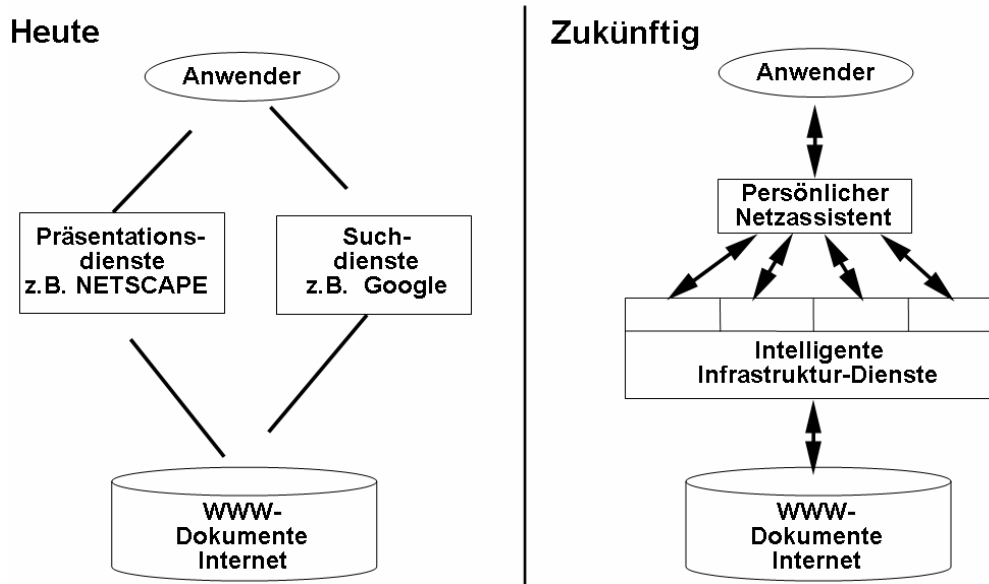 Heute
Anwender
Präsentations-
dienste
z.B. NETSCAPE
Such-
dienste
z.B. Google
WWW-
Dokumente
Internet
Zukünftig
Anwender
Persönlicher
Netzassistent
Intelligente
Infrastruktur-Dienste
WWW-
Dokumente
Internet